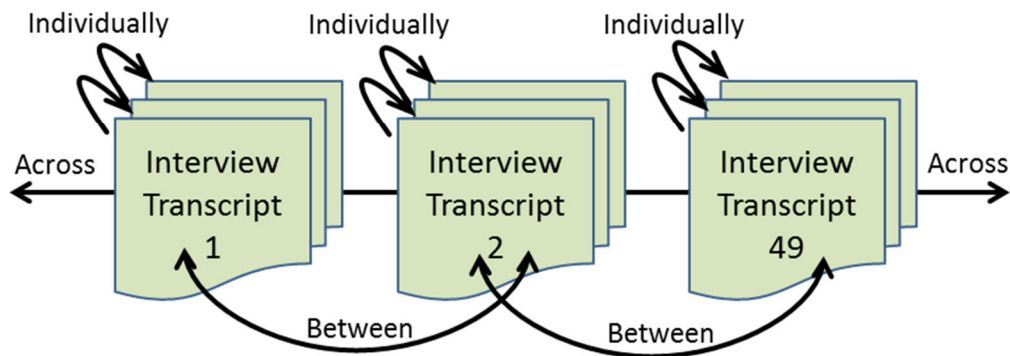 Individually
Individually
Individually
Across
Interview
Transcript
1
Interview
Transcript
2
Interview
Transcript
49
Across
Between
Between